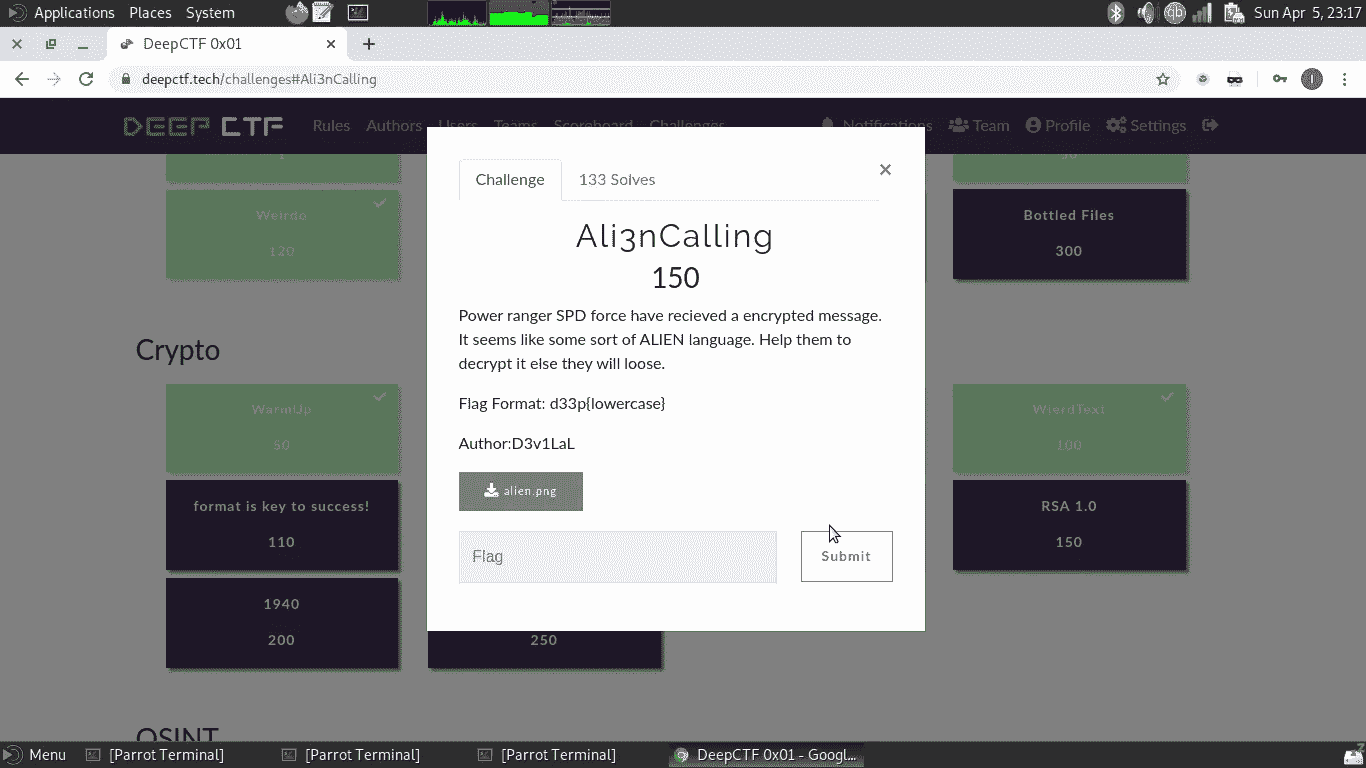 Applications Places System Sun Apr 5, 23:17
DeepCTF 0x01
deepctf.tech/challenges#Ali3nCalling
DEEP CTF Rules Authors Users Teams Scoreboard Challenges Notifications Team Profile Settings
Challenge 133 Solves
Weirdo
120
Bottled Files
300
Ali3nCalling
150
Power ranger SPD force have recieved a encrypted message.
It seems like some sort of ALIEN language. Help them to
decrypt it else they will loose.
Flag Format: d33p{lowercase}
Author:D3v1LaL
alien.png
Flag
Submit
Crypto
WarmUp
50
WierdText
100
format is key to success!
110
RSA 1.0
150
1940
200
250
OSINT
Menu [Parrot Terminal] [Parrot Terminal] [Parrot Terminal] DeepCTF 0x01 - Googl...